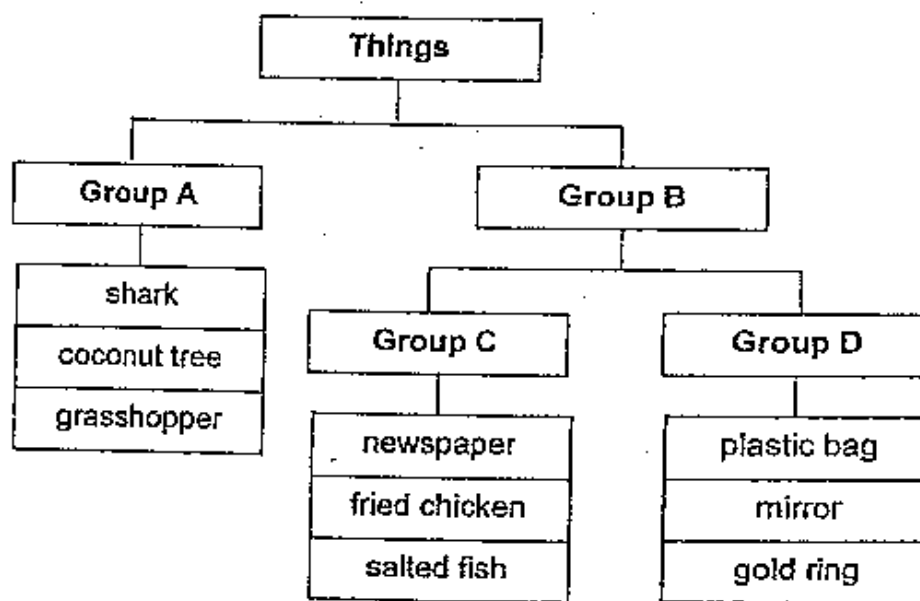 Things
Group A
Group B
shark
coconut tree
grasshopper
Group C
Group D
newspaper
fried chicken
salted fish
plastic bag
mirror
gold ring